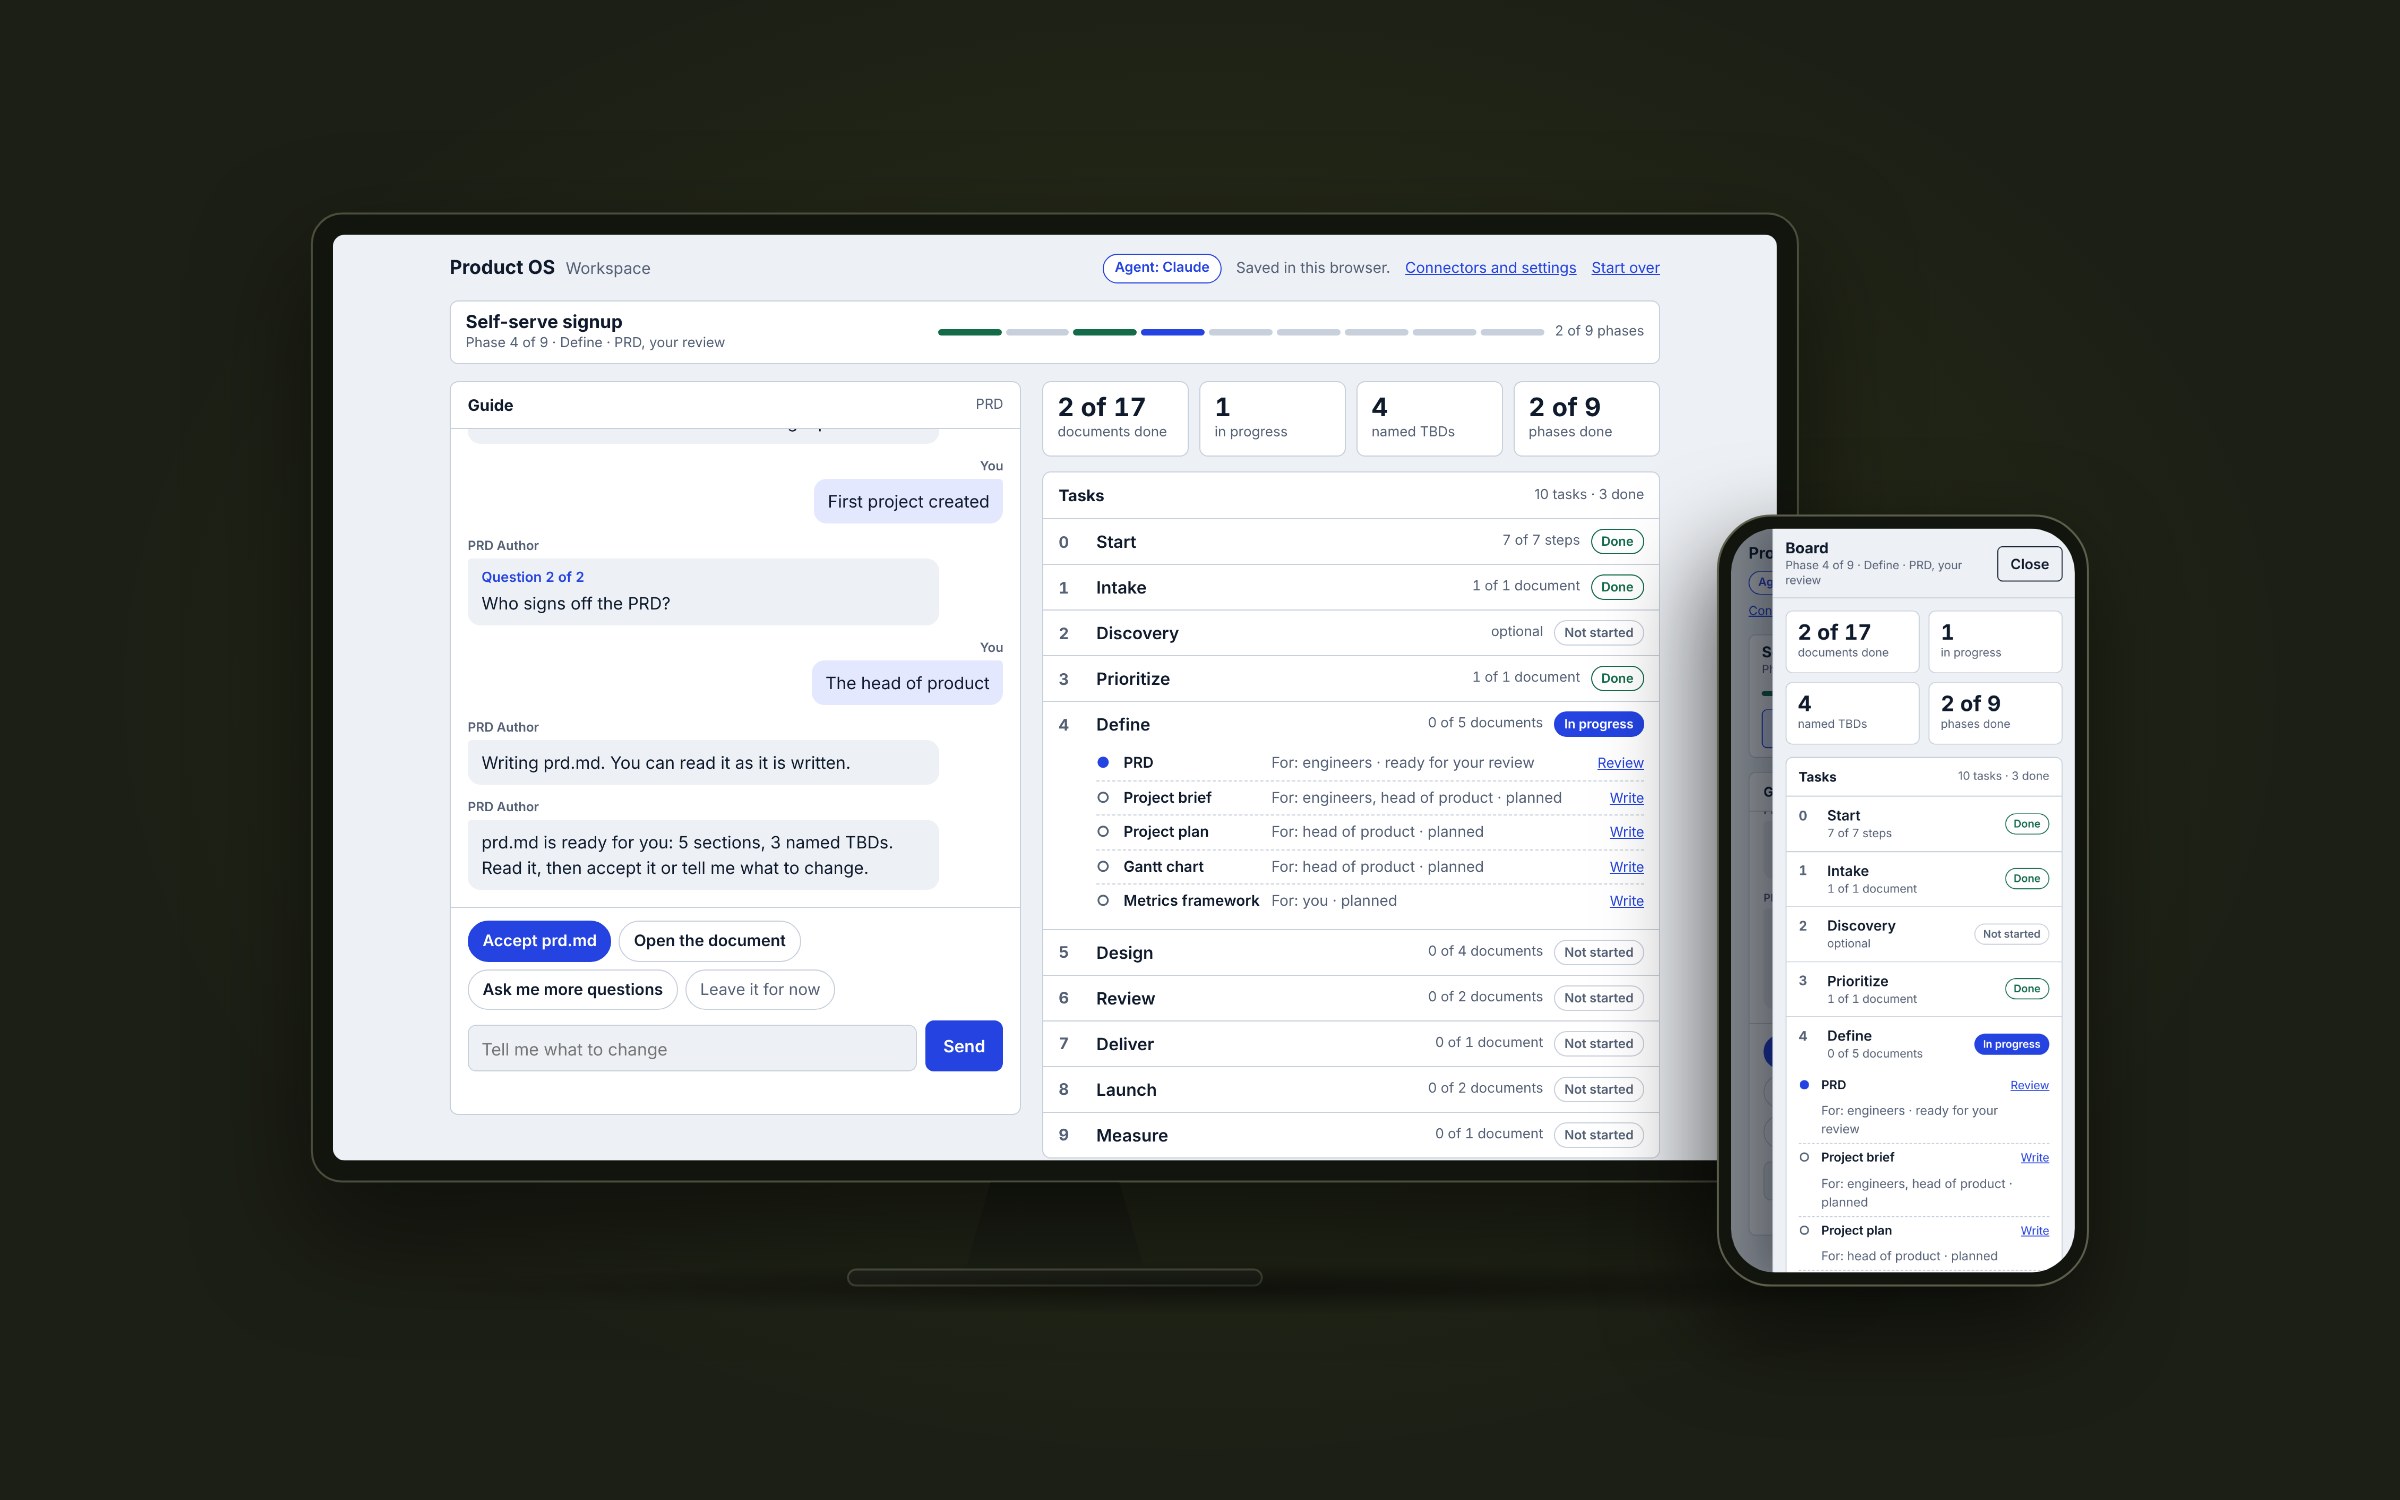 Product OS Workspace
Agent: Claude Saved in this browser. Connectors and settings Start over
Self-serve signup
Phase 4 of 9 · Define · PRD, your review
2 of 9 phases
Guide PRD
You
First project created
PRD Author
Question 2 of 2
Who signs off the PRD?
You
The head of product
PRD Author
Writing prd.md. You can read it as it is written.
PRD Author
prd.md is ready for you: 5 sections, 3 named TBDs.
Read it, then accept it or tell me what to change.
Accept prd.md Open the document
Ask me more questions Leave it for now
Tell me what to change Send
2 of 17 1 4 2 of 9
documents done in progress named TBDs phases done
Tasks 10 tasks · 3 done
0 Start 7 of 7 steps Done
1 Intake 1 of 1 document Done
2 Discovery optional Not started
3 Prioritize 1 of 1 document Done
4 Define 0 of 5 documents In progress
PRD For: engineers · ready for your review Review
Project brief For: engineers, head of product · planned Write
Project plan For: head of product · planned Write
Gantt chart For: head of product · planned Write
Metrics framework For: you · planned Write
5 Design 0 of 4 documents Not started
6 Review 0 of 2 documents Not started
7 Deliver 0 of 1 document Not started
8 Launch 0 of 2 documents Not started
9 Measure 0 of 1 document Not started
Board
Phase 4 of 9 · Define · PRD, your
review
Close
2 of 17 1
documents done in progress
4 2 of 9
named TBDs phases done
Tasks 10 tasks · 3 done
0 Start Done
7 of 7 steps
1 Intake Done
1 of 1 document
2 Discovery Not started
optional
3 Prioritize Done
1 of 1 document
4 Define In progress
0 of 5 documents
PRD Review
For: engineers · ready for your
review
Project brief Write
For: engineers, head of product ·
planned
Project plan Write
For: head of product · planned